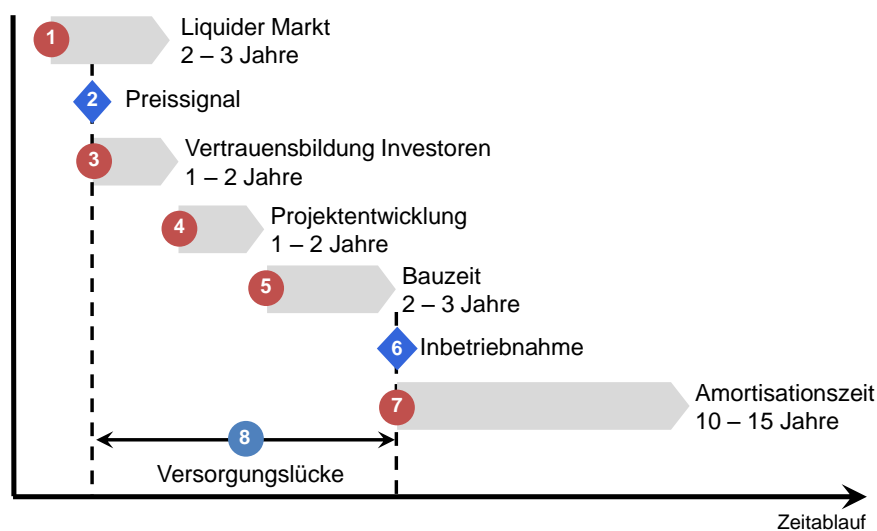 1
Liquider Markt
2 – 3 Jahre
2
Preissignal
3
Vertrauensbildung Investoren
1 – 2 Jahre
4
Projektentwicklung
1 – 2 Jahre
5
Bauzeit
2 – 3 Jahre
6
Inbetriebnahme
7
Amortisationszeit
10 – 15 Jahre
8
Versorgungslücke
Zeitablauf